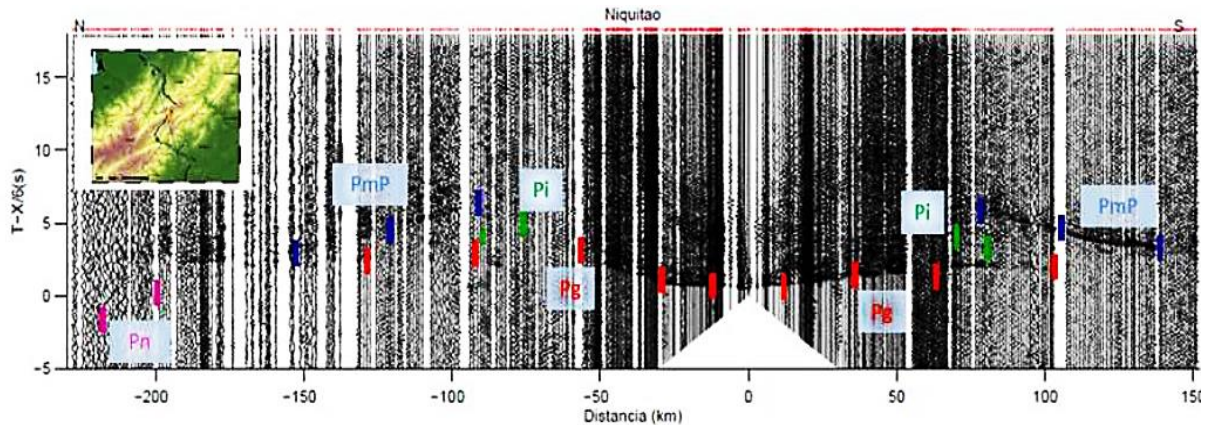 Niquitao
N
S
15
10
5
0
−5
T−X/6(s)
PmP
Pi
Pg
Pn
Pi
PmP
Pg
−200
−150
−100
−50
0
50
100
150
Distancia (km)